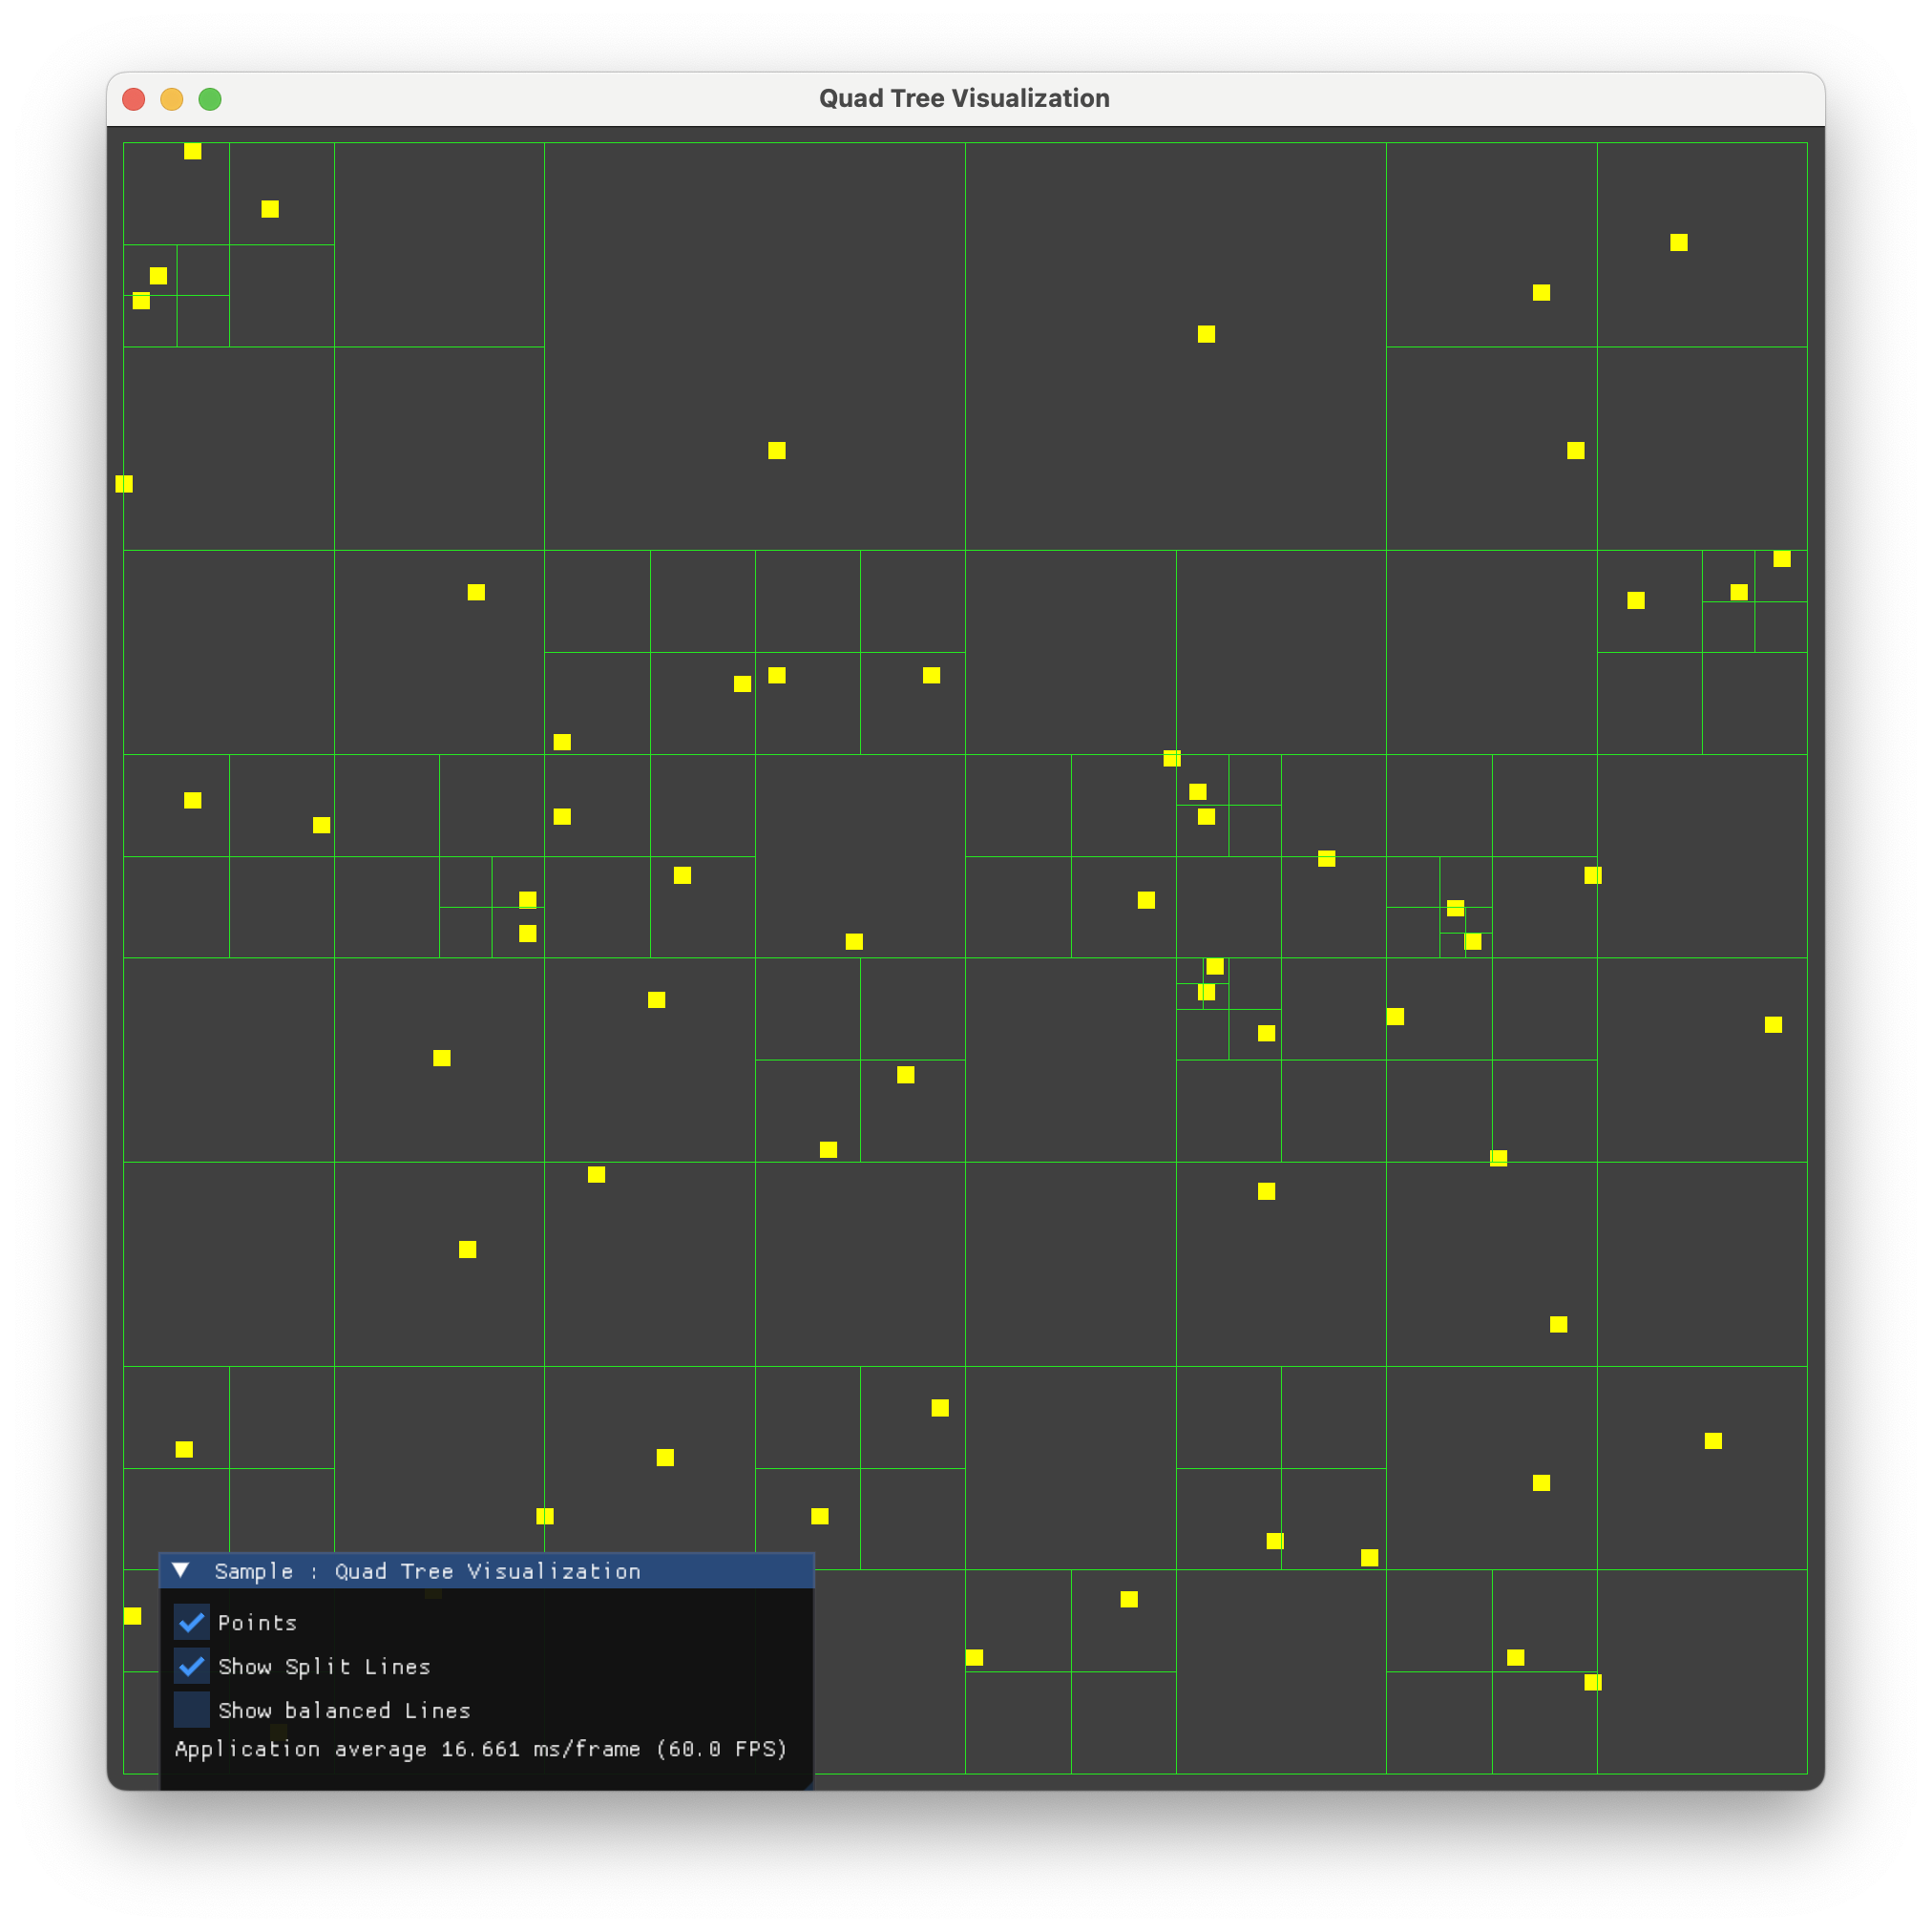 Quad Tree Visualization
Sample : Quad Tree Visualization
Points
Show Split Lines
Show balanced Lines
Application average 16.661 ms/frame (60.0 FPS)